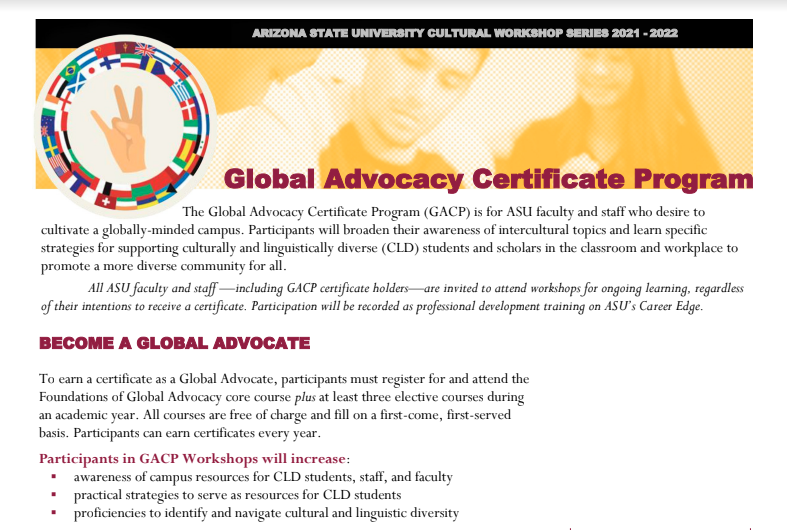 ARIZONA STATE UNIVERSITY CULTURAL WORKSHOP SERIES 2021 - 2022
Global Advocacy Certificate Program
The Global Advocacy Certificate Program (GACP) is for ASU faculty and staff who desire to
cultivate a globally-minded campus. Participants will broaden their awareness of intercultural topics and learn specific
strategies for supporting culturally and linguistically diverse (CLD) students and scholars in the classroom and workplace to
promote a more diverse community for all.
All ASU faculty and staff —including GACP certificate holders—are invited to attend workshops for ongoing learning, regardless
of their intentions to receive a certificate. Participation will be recorded as professional development training on ASU's Career Edge.
BECOME A GLOBAL ADVOCATE
To earn a certificate as a Global Advocate, participants must register for and attend the
Foundations of Global Advocacy core course plus at least three elective courses during
an academic year. All courses are free of charge and fill on a first-come, first-served
basis. Participants can earn certificates every year.
Participants in GACP Workshops will increase:
▪ awareness of campus resources for CLD students, staff, and faculty
▪ practical strategies to serve as resources for CLD students
▪ proficiencies to identify and navigate cultural and linguistic diversity